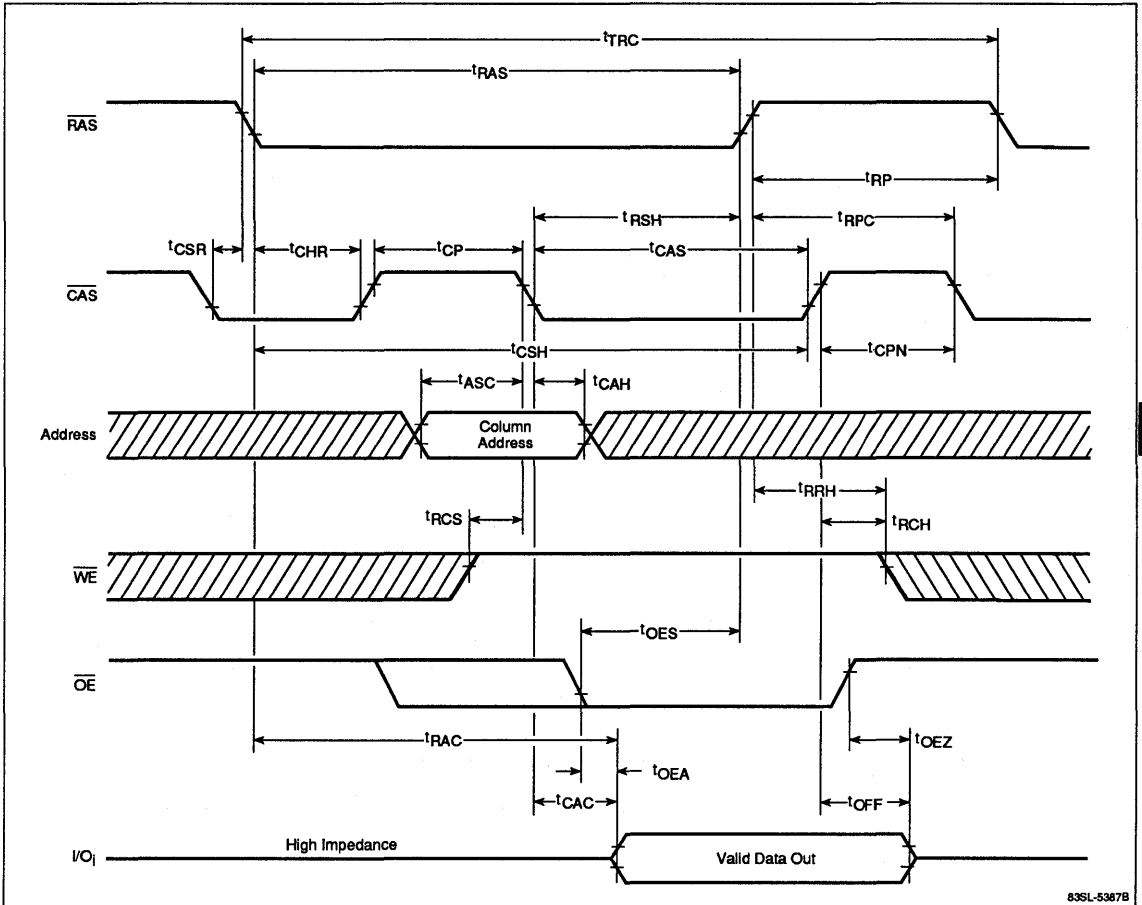 tTRC
tRAS
RAS
tRP
tRSH
tRPC
tCSR
tCHR
tCP
tCAS
CAS
tCSH
tCPN
tASC
tCAH
Address
Column
Address
tRRH
tRCS
tRCH
WE
tOES
OE
tRAC
tOEZ
tOEA
tCAC
tOFF
High Impedance
I/Oi
Valid Data Out
83SL-5387B